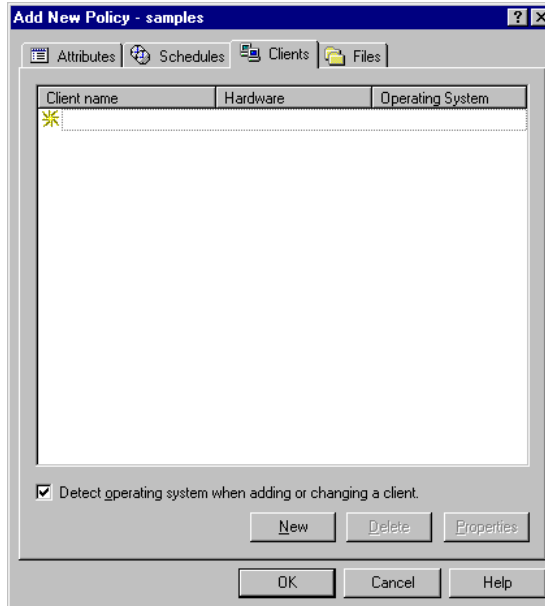 Add New Policy - samples
Attributes Schedules Clients Files
Client name Hardware Operating System
Detect operating system when adding or changing a client.
New Delete Properties
OK Cancel Help